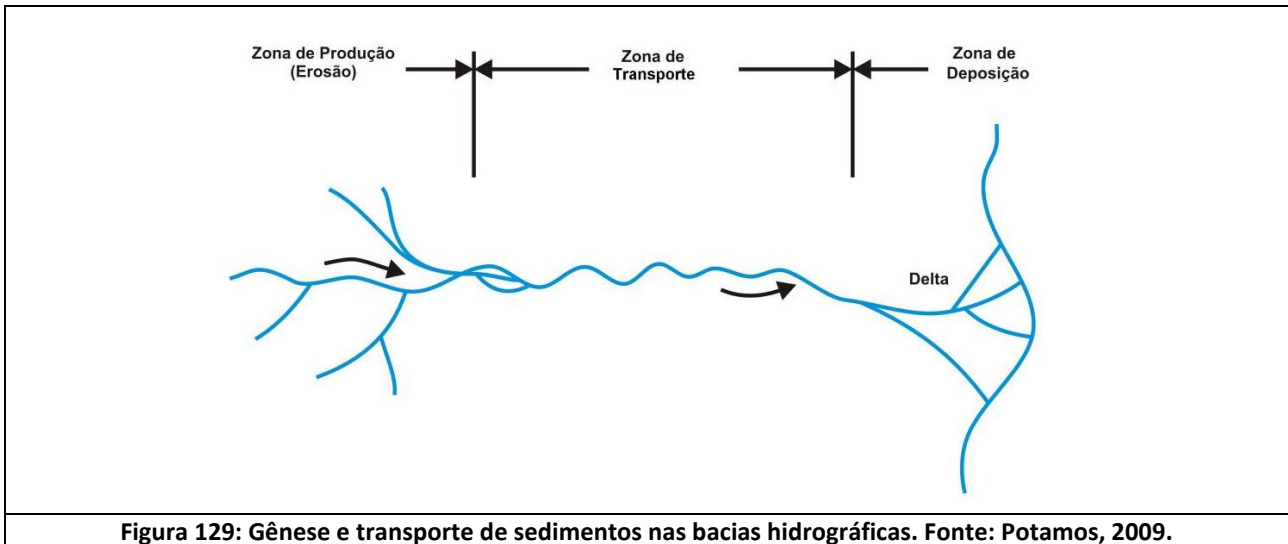 Zona de Produção
(Erosão)
Zona de
Transporte
Zona de
Deposição
Delta
Figura 129: Gênese e transporte de sedimentos nas bacias hidrográficas. Fonte: Potamos, 2009.